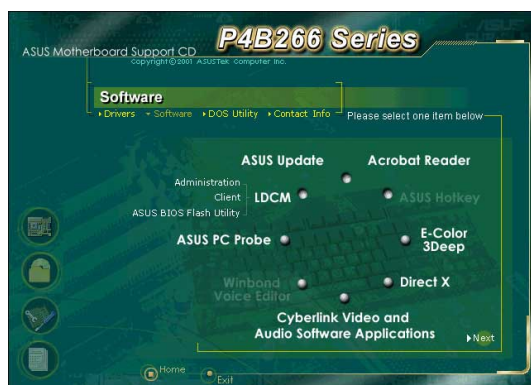 P4B266 Series
ASUS Motherboard Support CD
Copyright©2001 ASUSTek Computer Inc.
Software
Drivers Software DOS Utility Contact Info
Please select one item below
ASUS Update Acrobat Reader
Administration
Client
LDCM
ASUS Hotkey
ASUS BIOS Flash Utility
ASUS PC Probe
E-Color
3Deep
Winbond
Voice Editor
Direct X
Cyberlink Video and
Audio Software Applications
Next
Home
Exit